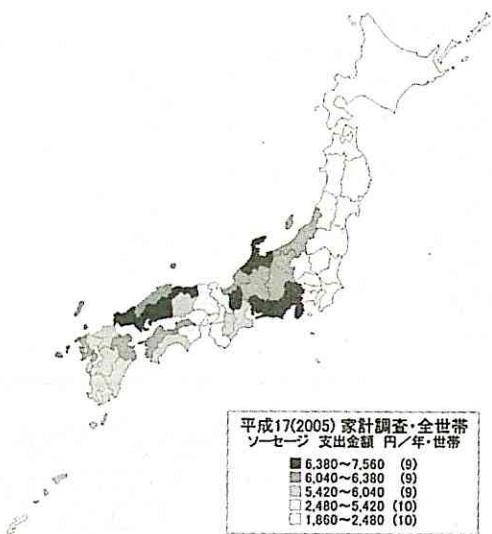 平成17(2005) 家計調査・全世帯
ソーセージ 支出金額 円／年・世帯
6,380～7,560 (9)
6,040～6,380 (9)
5,420～6,040 (9)
2,480～5,420 (10)
1,860～2,480 (10)